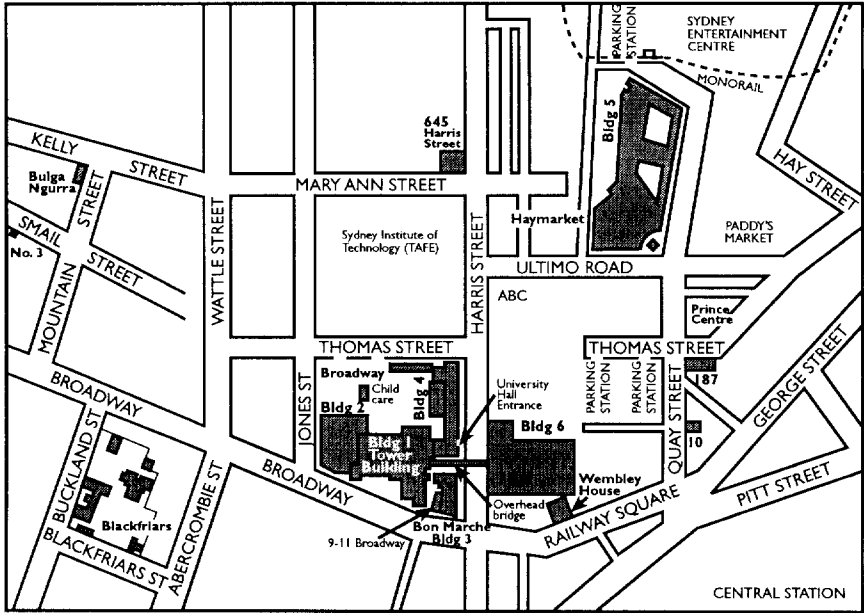 PARKING
STATION
SYDNEY
ENTERTAINMENT
CENTRE
MONORAIL
645
Harris
Street
Bldg 5
KELLY
STREET
HAY STREET
Bulga
Ngurra
MARY ANN STREET
STREET
SMAIL
STREET
No. 3
MOUNTAIN
WATTLE STREET
Sydney Institute of
Technology (TAFE)
HARRIS STREET
Haymarket
PADDY'S
MARKET
ULTIMO ROAD
ABC
Prince
Centre
THOMAS STREET
THOMAS STREET
GEORGE STREET
187
BROADWAY
JONES ST
Broadway
Child
care
Bldg 4
Bldg 2
University
Hall
Entrance
PARKING
STATION
PARKING
STATION
QUAY STREET
10
Bldg 1
Tower
Building
Bldg 6
BROADWAY
Wembley
House
Overhead
bridge
RAILWAY SQUARE
PITT STREET
BUCKLAND ST
Blackfriars
BLACKFRIARS ST
ABERCROMBIE ST
9-11 Broadway
Bon Marche
Bldg 3
CENTRAL STATION